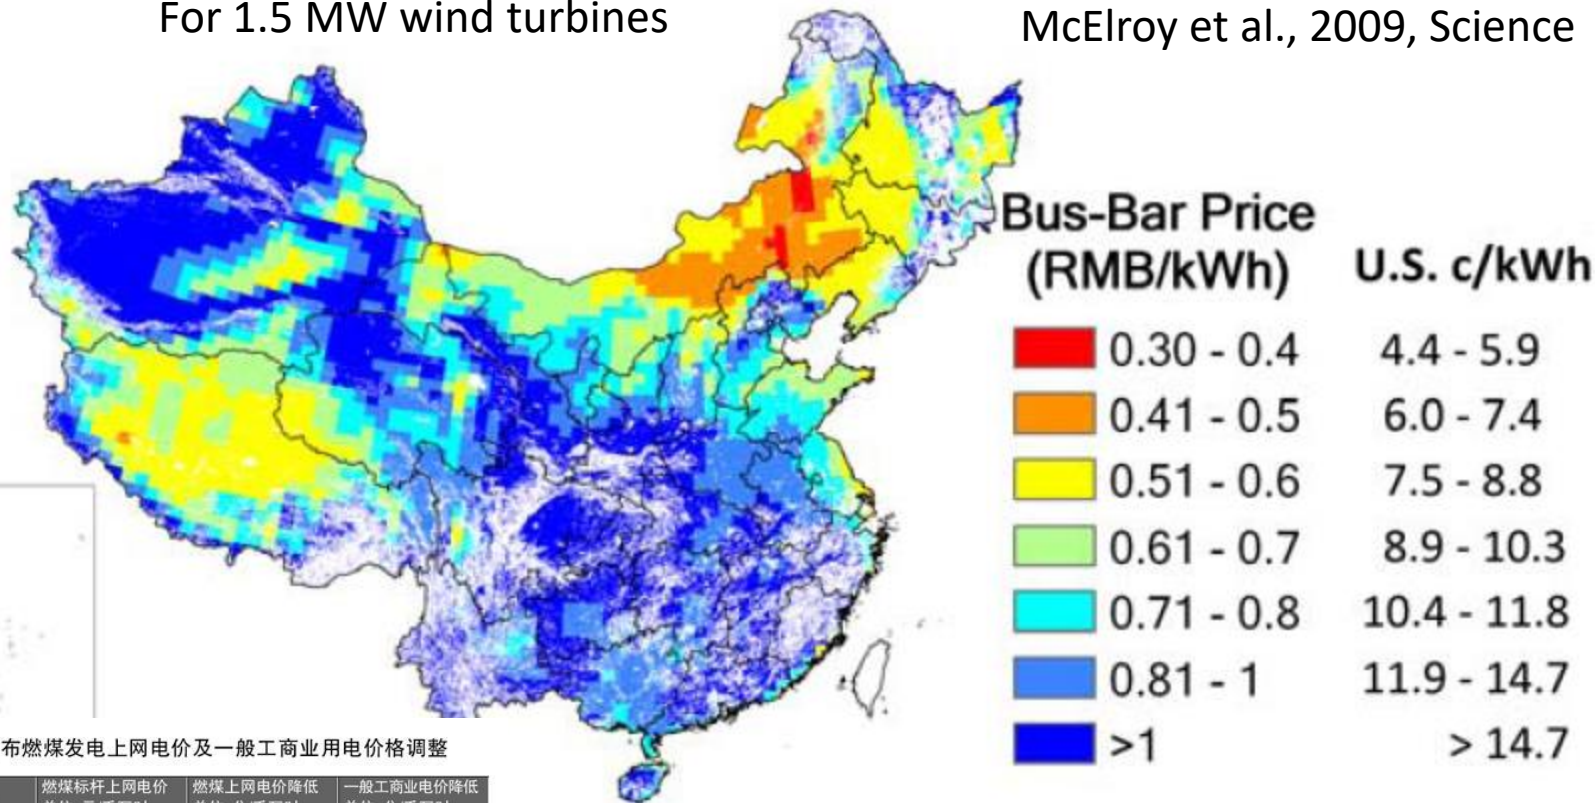 For 1.5 MW wind turbines
McElroy et al., 2009, Science
Bus-Bar Price
(RMB/kWh) U.S. c/kWh
0.30 - 0.4 4.4 - 5.9
0.41 - 0.5 6.0 - 7.4
0.51 - 0.6 7.5 - 8.8
0.61 - 0.7 8.9 - 10.3
0.71 - 0.8 10.4 - 11.8
0.81 - 1 11.9 - 14.7
>1 > 14.7
布燃煤发电上网电价及一般工商业用电价格调整
燃煤标杆上网电价 燃煤上网电价降低 一般工商业电价降低